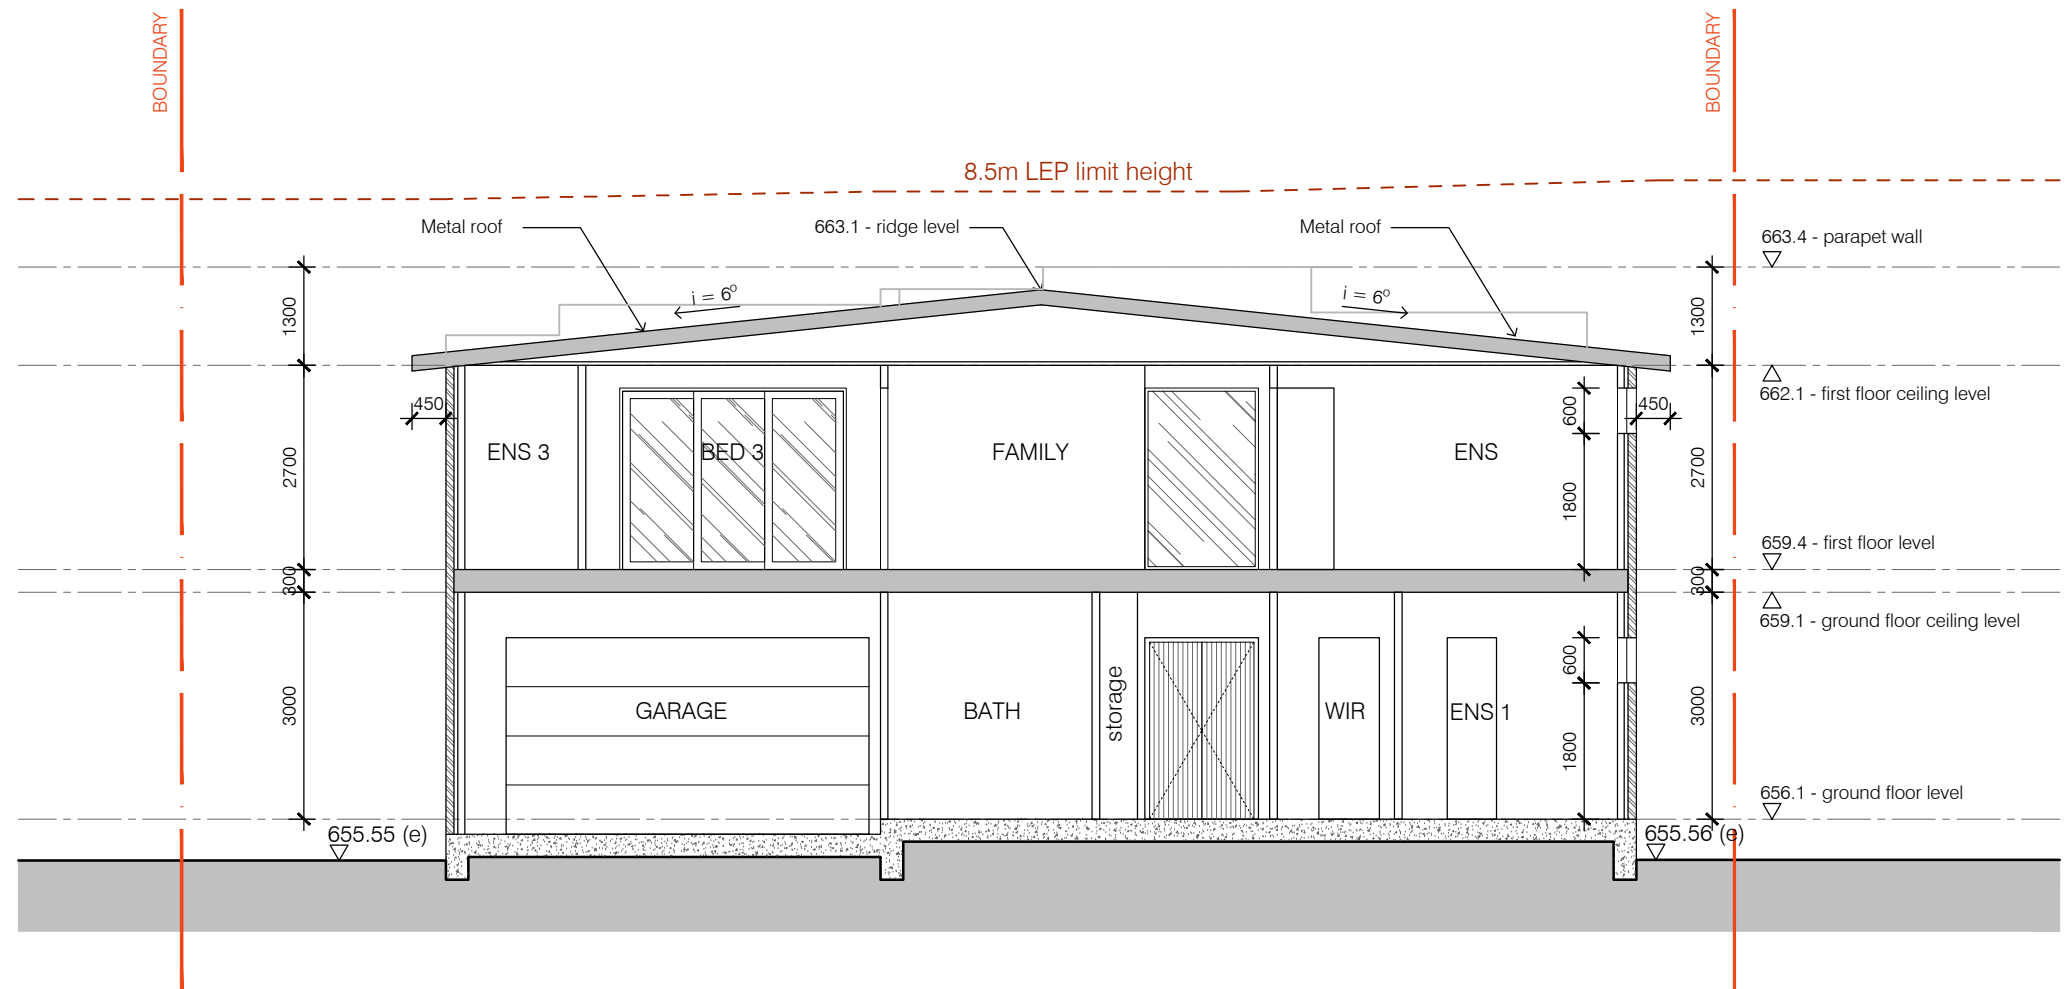 BOUNDARY
BOUNDARY
8.5m LEP limit height
Metal roof
663.1 - ridge level
Metal roof
663.4 - parapet wall
i = 6º
i = 6º
1300
1300
662.1 - first floor ceiling level
450
600
450
ENS 3
BED 3
FAMILY
ENS
2700
1800
2700
659.4 - first floor level
300
300
659.1 - ground floor ceiling level
600
3000
GARAGE
BATH
storage
WIR
ENS 1
3000
1800
656.1 - ground floor level
655.55 (e)
655.56 (e)